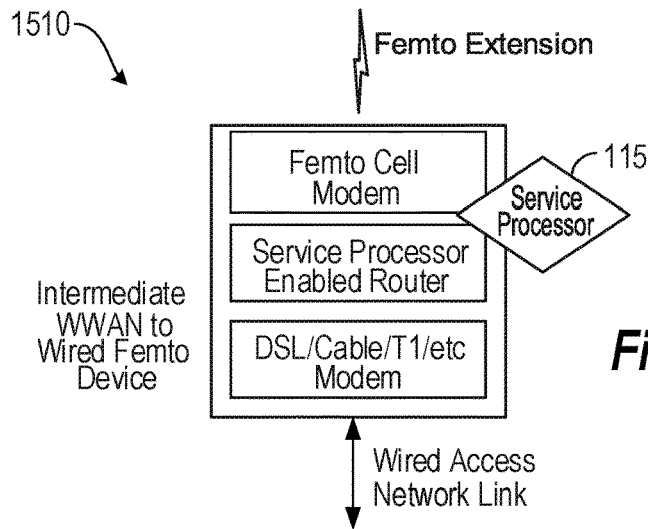 1510
Femto Extension
Femto Cell
Modem
115
Service
Processor
Service Processor
Enabled Router
Intermediate
WWAN to
Wired Femto
Device
DSL/Cable/T1/etc
Modem
Wired Access
Network Link